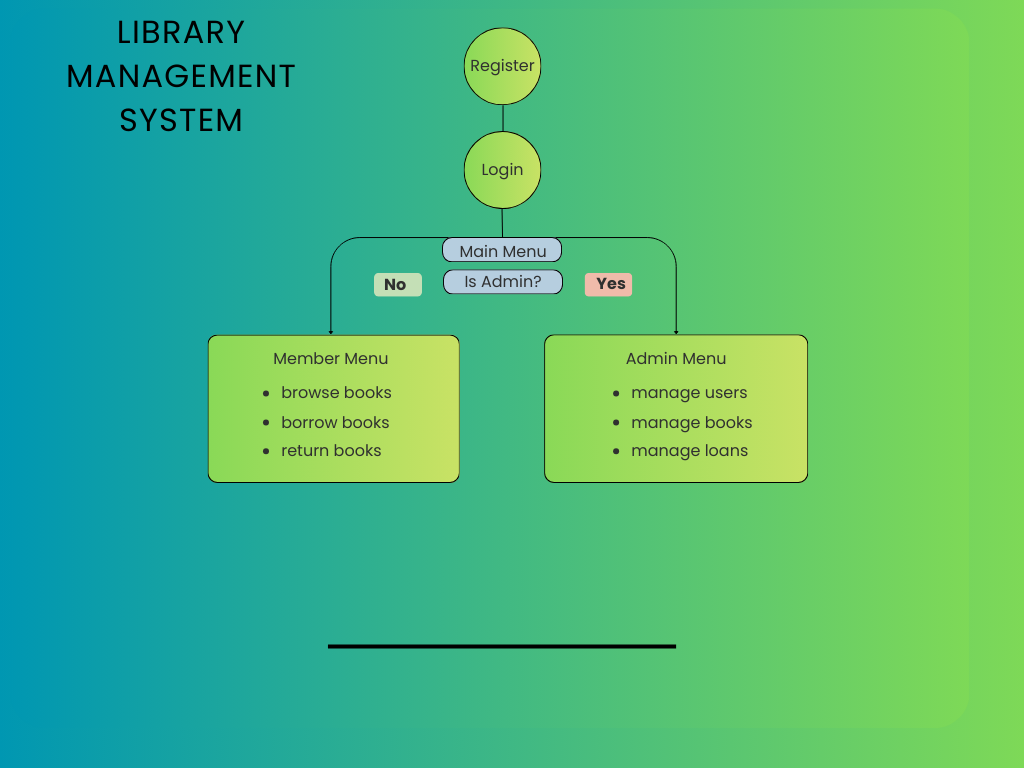 LIBRARY
MANAGEMENT
SYSTEM
Register
Login
Main Menu
Is Admin?
No
Yes
Member Menu
• browse books
• borrow books
• return books
Admin Menu
• manage users
• manage books
• manage loans